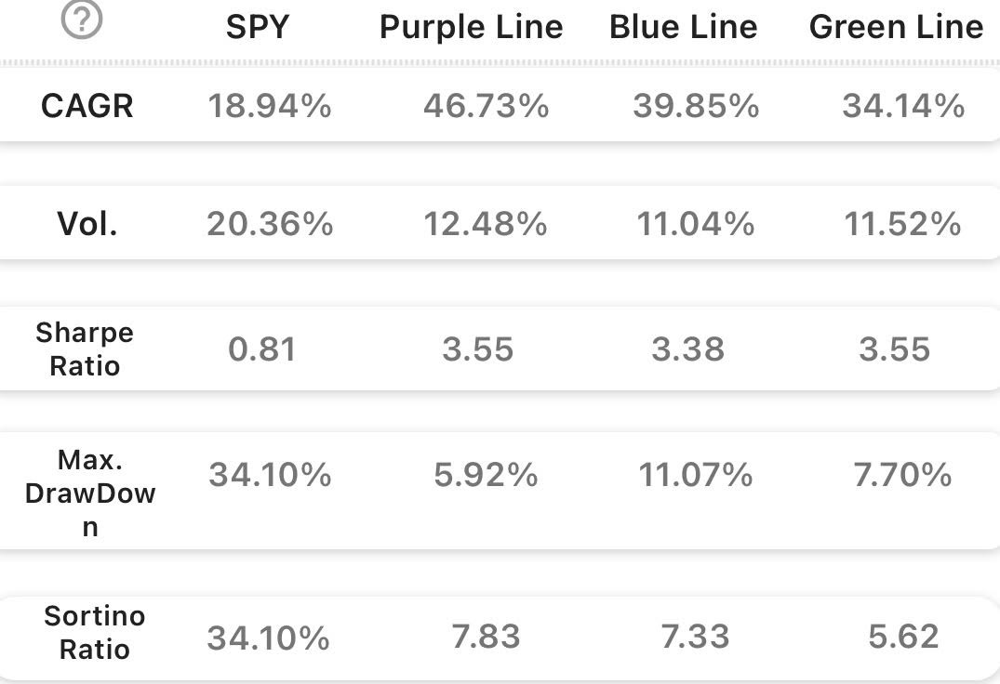 ? SPY Purple Line Blue Line Green Line
CAGR 18.94% 46.73% 39.85% 34.14%
Vol. 20.36% 12.48% 11.04% 11.52%
Sharpe
Ratio 0.81 3.55 3.38 3.55
Max.
DrawDow
n 34.10% 5.92% 11.07% 7.70%
Sortino
Ratio 34.10% 7.83 7.33 5.62